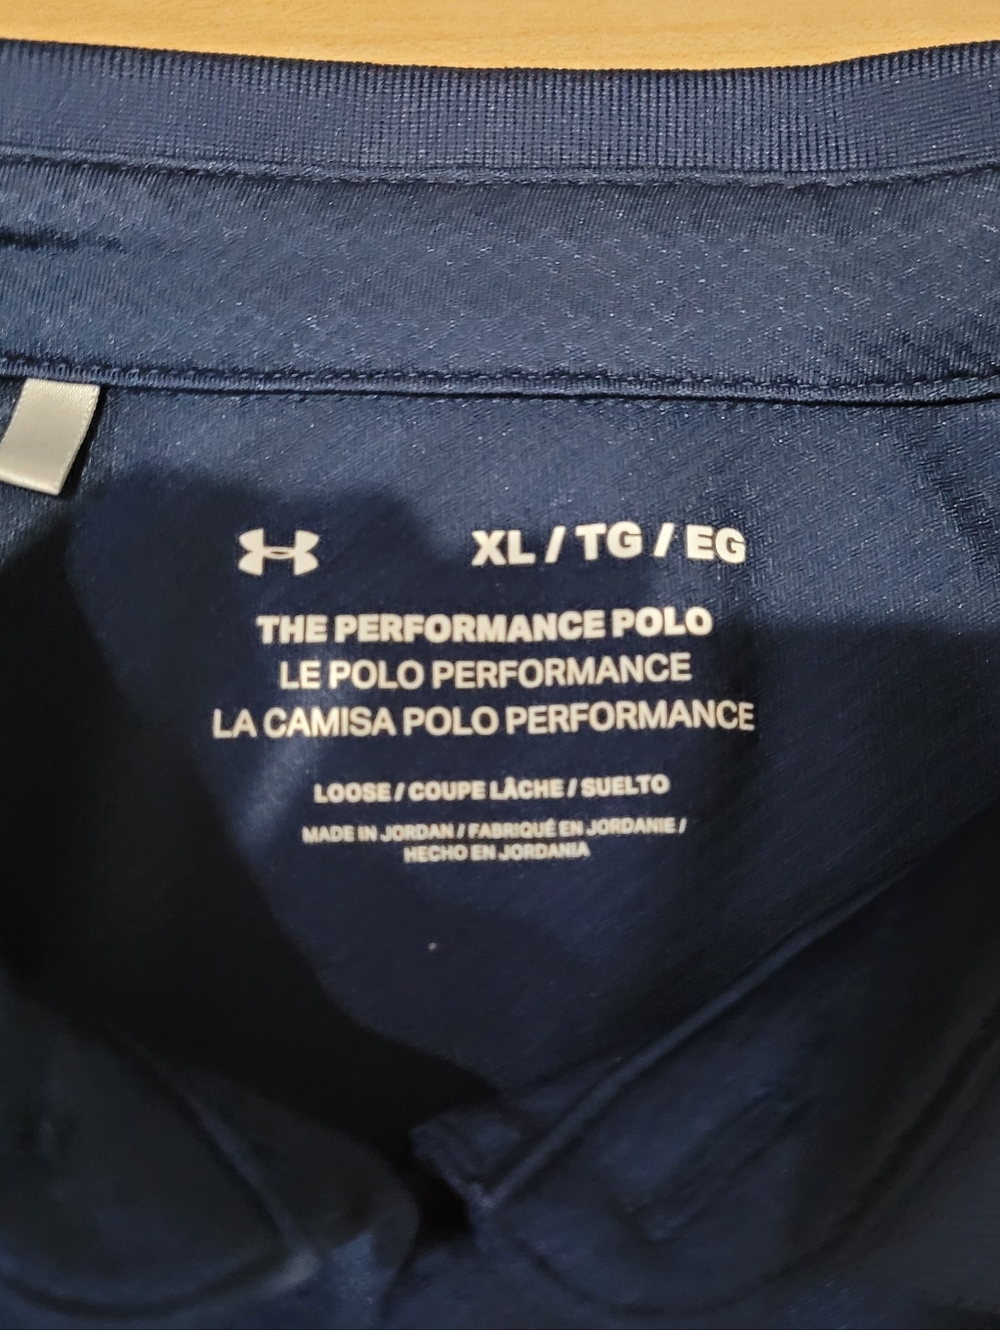 XL / TG / EG
THE PERFORMANCE POLO
LE POLO PERFORMANCE
LA CAMISA POLO PERFORMANCE
LOOSE / COUPE LÂCHE / SUELTO
MADE IN JORDAN / FABRIQUÉ EN JORDANIE /
HECHO EN JORDANIA